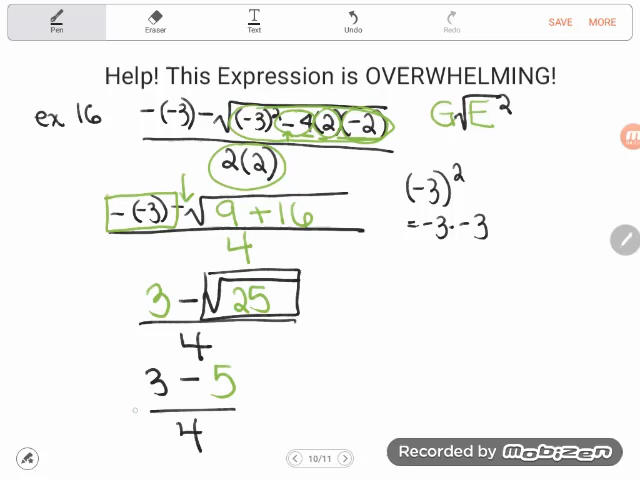 Pen Eraser Text Undo Redo SAVE MORE
Help! This Expression is OVERWHELMING!
ex 16
-(-3)-√(-3)²-4(2)(-2)
2(2)
G√E²
(-3)²
=-3·-3
-(-3)-√9+16
4
3-√25
4
3-5
4
10/11
Recorded by mobizen